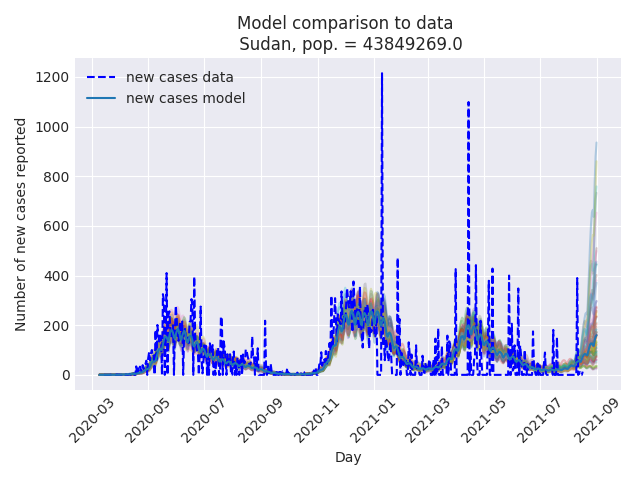 Model comparison to data
Sudan, pop. = 43849269.0
new cases data
new cases model
Number of new cases reported
1200
1000
800
600
400
200
0
2020-03
2020-05
2020-07
2020-09
2020-11
2021-01
2021-03
2021-05
2021-07
2021-09
Day